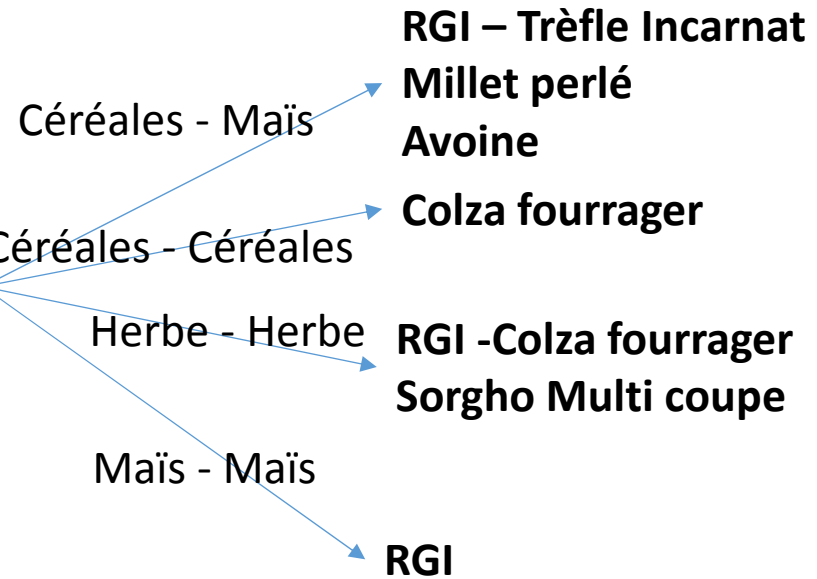 RGI – Trèfle Incarnat
Millet perlé
Avoine
Céréales - Maïs
Colza fourrager
Céréales - Céréales
Herbe - Herbe
RGI -Colza fourrager
Sorgho Multi coupe
Maïs - Maïs
RGI